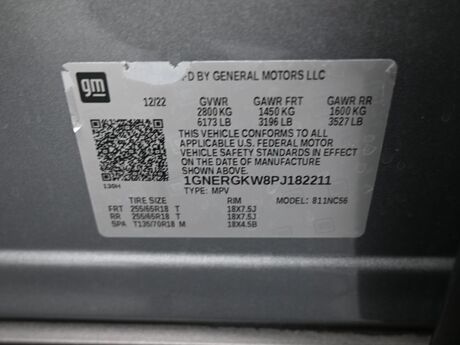 gm
FD BY GENERAL MOTORS LLC
12/22 GVWR GAWR FRT GAWR RR
2800 KG 1450 KG 1600 KG
6173 LB 3196 LB 3527 LB
THIS VEHICLE CONFORMS TO ALL
APPLICABLE U.S. FEDERAL MOTOR
VEHICLE SAFETY STANDARDS IN EFFECT
ON THE DATE OF MANUFACTURE
SHOWN ABOVE.
139H 1GNERGKW8PJ182211
TYPE: MPV
TIRE SIZE RIM MODEL: 811NC56
FRT 255/65R18 T 18X7.5J
RR 255/65R18 T 18X7.5J
SPA T135/70R18 M 18X4.5B